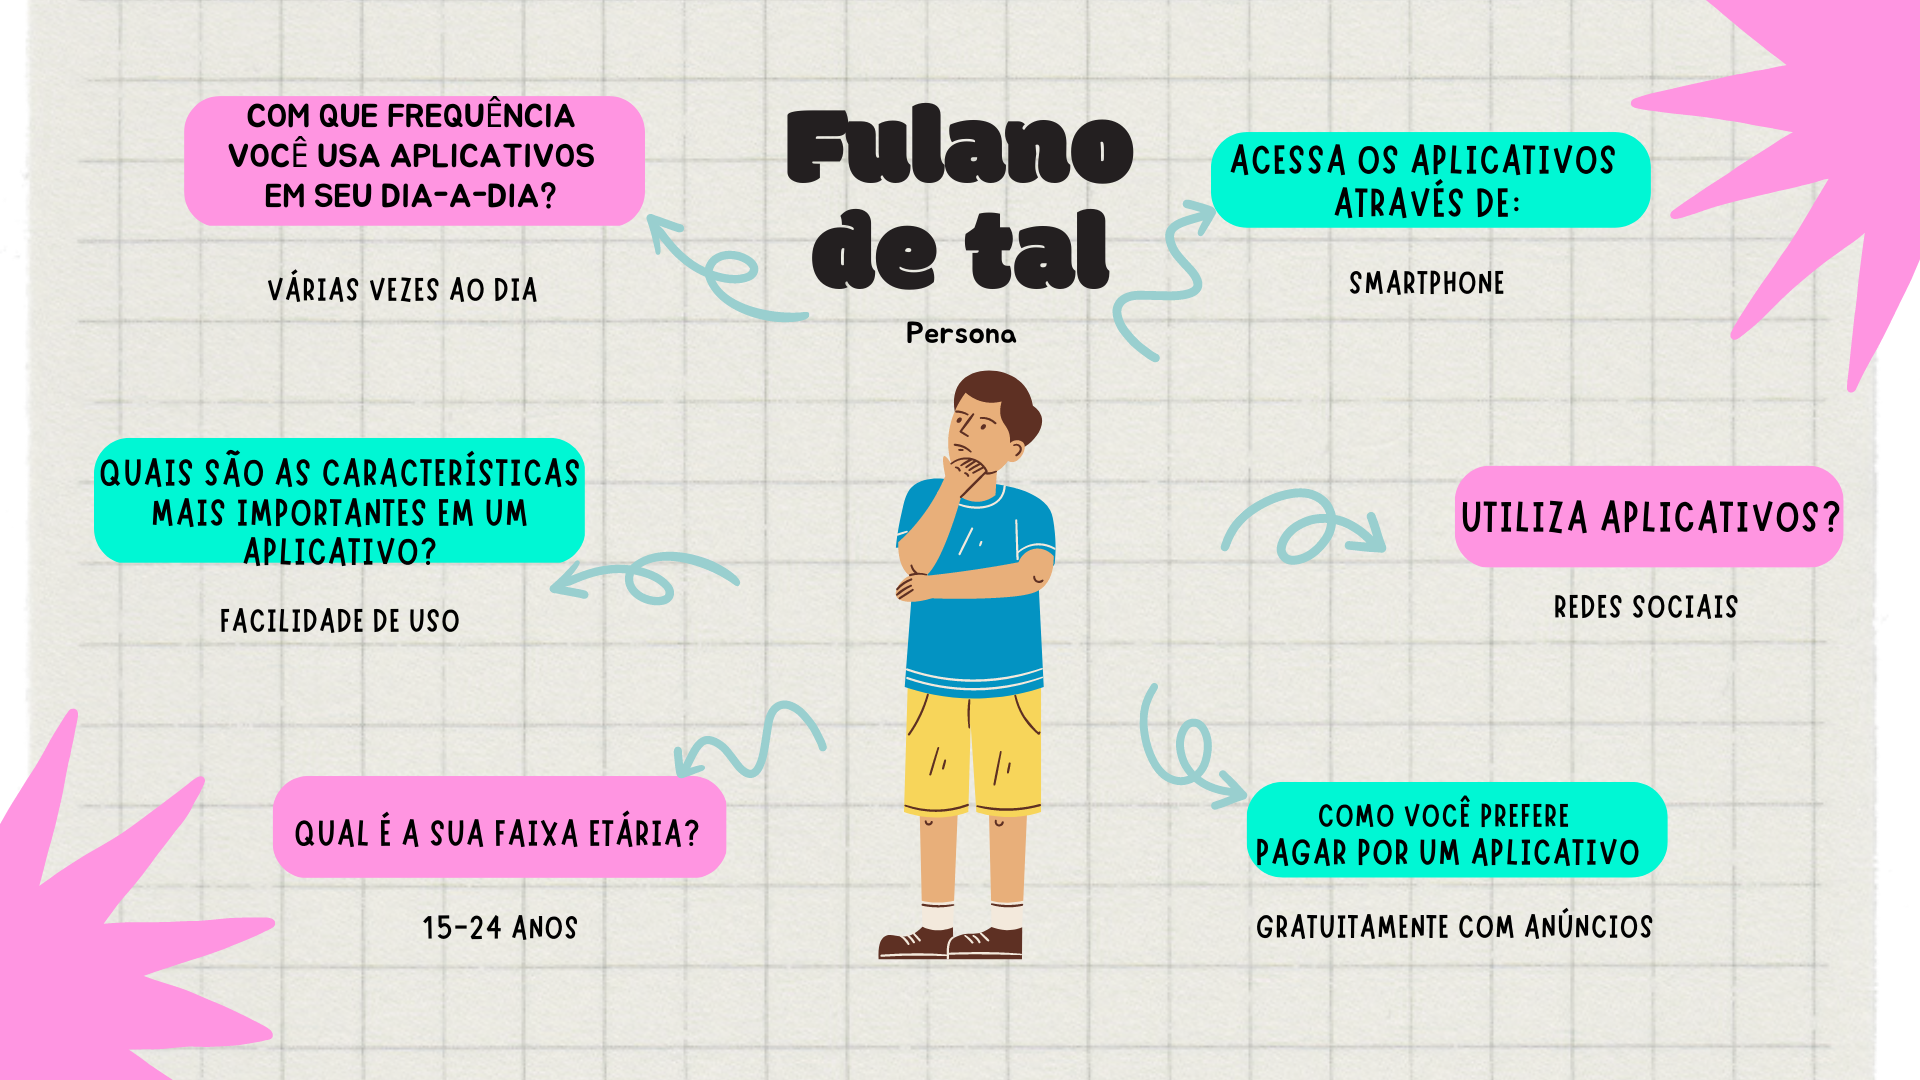 Fulano
de tal
Persona
COM QUE FREQUÊNCIA
VOCÊ USA APLICATIVOS
EM SEU DIA-A-DIA?
VÁRIAS VEZES AO DIA
ACESSA OS APLICATIVOS
ATRAVÉS DE:
SMARTPHONE
QUAIS SÃO AS CARACTERÍSTICAS
MAIS IMPORTANTES EM UM
APLICATIVO?
FACILIDADE DE USO
UTILIZA APLICATIVOS?
REDES SOCIAIS
QUAL É A SUA FAIXA ETÁRIA?
15-24 ANOS
COMO VOCÊ PREFERE
PAGAR POR UM APLICATIVO
GRATUITAMENTE COM ANÚNCIOS